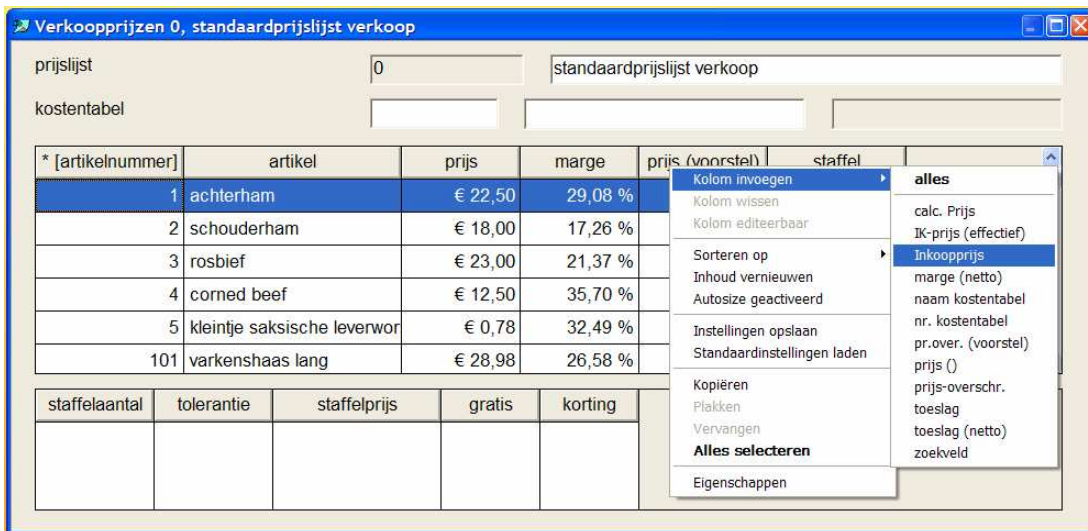 Verkoopprijzen 0, standaardprijslijst verkoop
prijslijst 0 standaardprijslijst verkoop
kostentabel
* [artikelnummer] artikel prijs marge prijs (voorstel) staffel
1 achterham € 22,50 29,08 %
2 schouderham € 18,00 17,26 %
3 rosbief € 23,00 21,37 %
4 corned beef € 12,50 35,70 %
5 kleintje saksische leverwor € 0,78 32,49 %
101 varkenshaas lang € 28,98 26,58 %
staffelaantal tolerantie staffelprijs gratis korting
Kolom invoegen
Kolom wissen
Kolom editeerbaar
Sorteren op
Inhoud vernieuwen
Autosize geactiveerd
Instellingen opslaan
Standaardinstellingen laden
Kopiëren
Plakken
Vervangen
Alles selecteren
Eigenschappen
alles
calc. Prijs
IK-prijs (effectief)
Inkoopprijs
marge (netto)
naam kostentabel
nr. kostentabel
pr.over. (voorstel)
prijs ()
prijs-overschr.
toeslag
toeslag (netto)
zoekveld